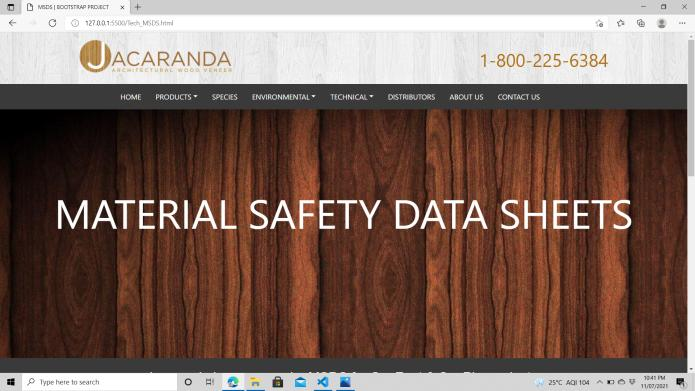 MSDS | BOOTSTRAP PROJECT
127.0.0.1:5500/Tech_MSDS.html
JACARANDA
ARCHITECTURAL WOOD VENEER
1-800-225-6384
HOME PRODUCTS SPECIES ENVIRONMENTAL TECHNICAL DISTRIBUTORS ABOUT US CONTACT US
MATERIAL SAFETY DATA SHEETS
Type here to search
25°C AQI 104
10:41 PM
11/07/2021